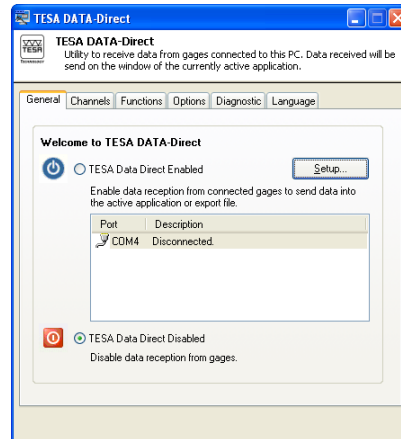 TESA DATA-Direct
TESA DATA-Direct
Utility to receive data from gages connected to this PC. Data received will be
send on the window of the currently active application.
TESA
TECHNOLOGY
General Channels Functions Options Diagnostic Language
Welcome to TESA DATA-Direct
TESA Data Direct Enabled
Setup...
Enable data reception from connected gages to send data into
the active application or export file.
Port Description
COM4 Disconnected.
TESA Data Direct Disabled
Disable data reception from gages.